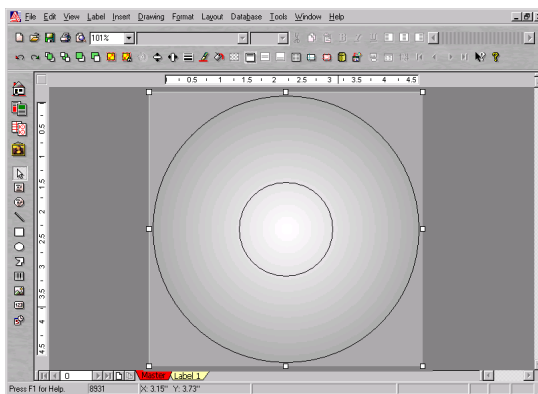 File Edit View Label Insert Drawing Format Layout Database Tools Window Help
101%
0.5 1 1.5 2 2.5 3 3.5 4 4.5
0.5
1
1.5
2
2.5
3
3.5
4
4.5
0 Master Label 1
Press F1 for Help. 8931 X: 3.15" Y: 3.73"